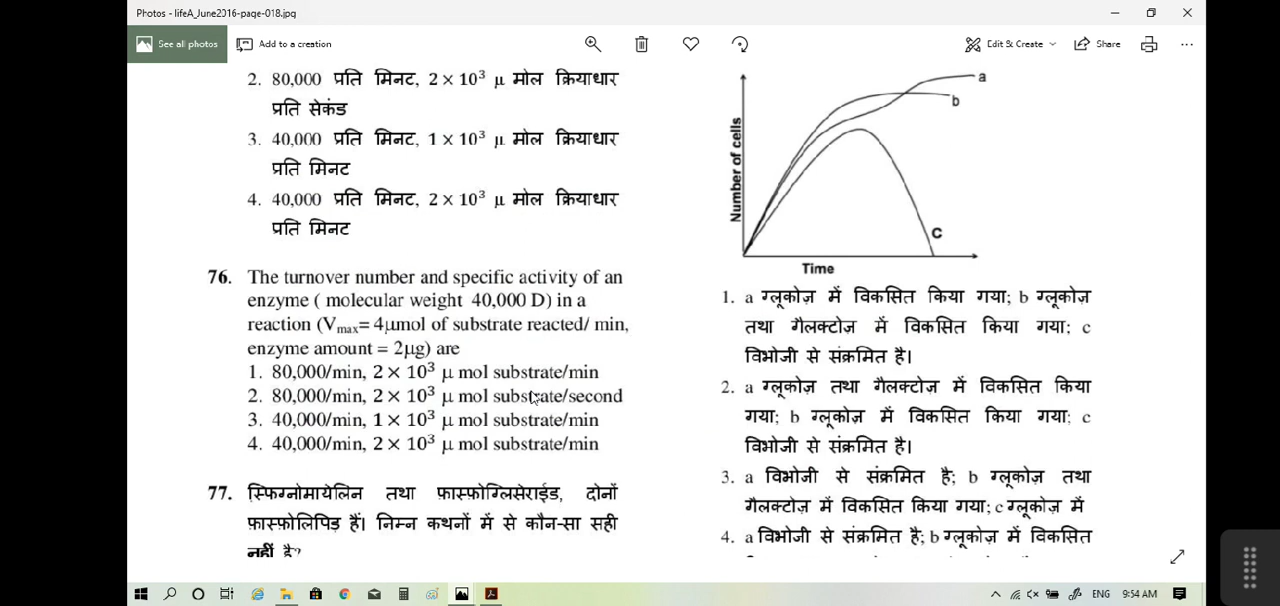 Photos - lifeA_June2016-page-018.jpg
See all photos
Add to a creation
Edit & Create
Share
2. 80,000 प्रति मिनट, 2 × 10³ μ मोल क्रियाधार
प्रति सेकंड
3. 40,000 प्रति मिनट, 1 × 10³ μ मोल क्रियाधार
प्रति मिनट
4. 40,000 प्रति मिनट, 2 × 10³ μ मोल क्रियाधार
प्रति मिनट
76. The turnover number and specific activity of an
enzyme ( molecular weight 40,000 D) in a
reaction (Vmax= 4μmol of substrate reacted/ min,
enzyme amount = 2μg) are
1. 80,000/min, 2 × 10³ μ mol substrate/min
2. 80,000/min, 2 × 10³ μ mol substrate/second
3. 40,000/min, 1 × 10³ μ mol substrate/min
4. 40,000/min, 2 × 10³ μ mol substrate/min
77. स्फिग्नोमायेलिन तथा फास्फ़ोग्लिसेराईड, दोनों
फ़ास्फ़ोलिपिड़ हैं। निम्न कथनों में से कौन-सा सही
नहीं है?
a
b
Number of cells
C
Time
1. a ग्लूकोज़ में विकसित किया गया; b ग्लूकोज़
तथा गैलक्टोज़ में विकसित किया गया; c
विभोजी से संक्रमित है।
2. a ग्लूकोज़ तथा गैलक्टोज़ में विकसित किया
गया; b ग्लूकोज़ में विकसित किया गया; c
विभोजी से संक्रमित है।
3. a विभोजी से संक्रमित है; b ग्लूकोज़ तथा
गैलक्टोज़ में विकसित किया गया; c ग्लूकोज़ में
4. a विभोजी से संक्रमित है; b ग्लूकोज़ में विकसित
ENG
9:54 AM